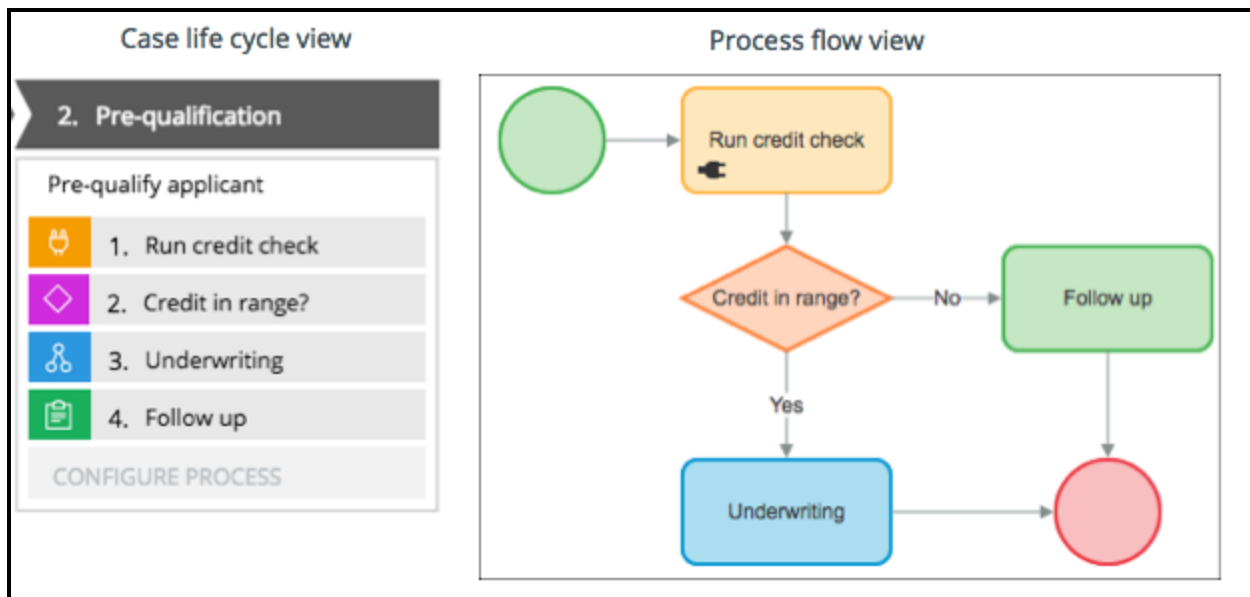 Case life cycle view
Process flow view
2. Pre-qualification
Pre-qualify applicant
1. Run credit check
2. Credit in range?
3. Underwriting
4. Follow up
CONFIGURE PROCESS
Run credit check
Credit in range?
No
Follow up
Yes
Underwriting